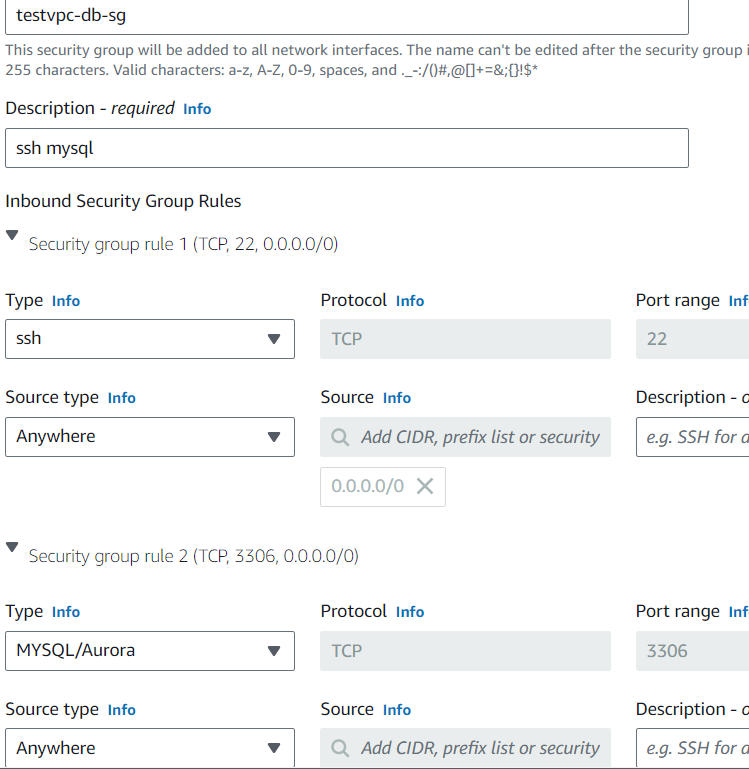 testvpc-db-sg
This security group will be added to all network interfaces. The name can't be edited after the security group i
255 characters. Valid characters: a-z, A-Z, 0-9, spaces, and ._-:/()#,@[]+=&;{}!$*
Description - required Info
ssh mysql
Inbound Security Group Rules
Security group rule 1 (TCP, 22, 0.0.0.0/0)
Type Info Protocol Info Port range Inf
ssh TCP 22
Source type Info Source Info Description - o
Anywhere Add CIDR, prefix list or security e.g. SSH for a
0.0.0.0/0
Security group rule 2 (TCP, 3306, 0.0.0.0/0)
Type Info Protocol Info Port range Inf
MYSQL/Aurora TCP 3306
Source type Info Source Info Description - o
Anywhere Add CIDR, prefix list or security e.g. SSH for a